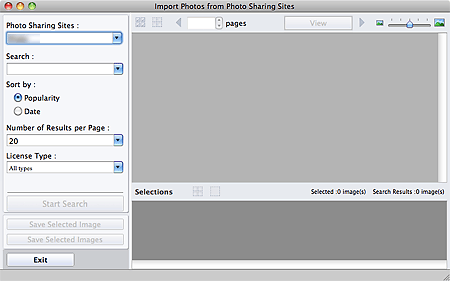 Import Photos from Photo Sharing Sites
Photo Sharing Sites :
Search :
Sort by :
Popularity
Date
Number of Results per Page :
20
License Type :
All types
Start Search
Save Selected Image
Save Selected Images
Exit
pages
View
Selections
Selected :0 image(s)
Search Results :0 image(s)